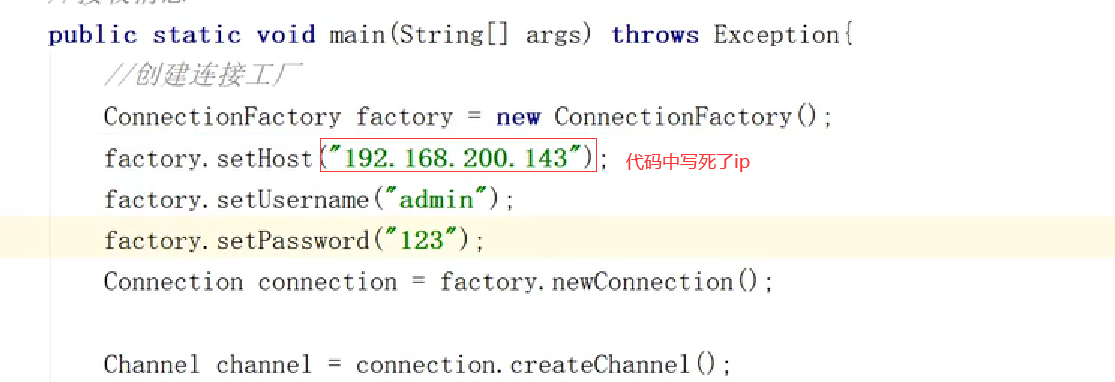 public static void main(String[] args) throws Exception{
//创建连接工厂
ConnectionFactory factory = new ConnectionFactory();
factory.setHost("192.168.200.143"); 代码中写死了ip
factory.setUsername("admin");
factory.setPassword("123");
Connection connection = factory.newConnection();
Channel channel = connection.createChannel();